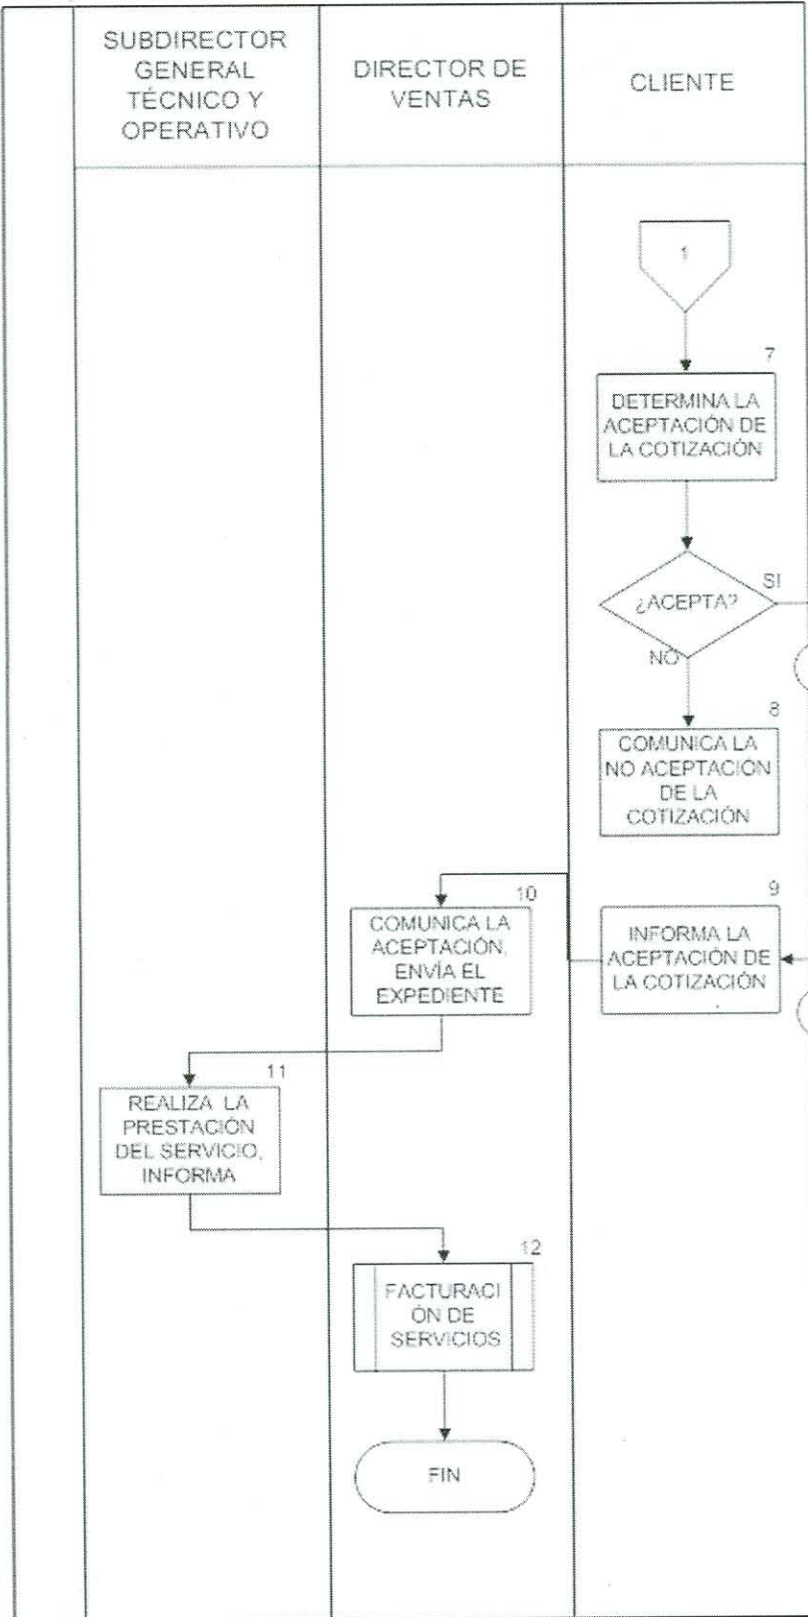 SUBDIRECTOR
GENERAL
TÉCNICO Y
OPERATIVO
DIRECTOR DE
VENTAS
CLIENTE
1
7
DETERMINA LA
ACEPTACIÓN DE
LA COTIZACIÓN
¿ACEPTA?
SI
NO
8
COMUNICA LA
NO ACEPTACIÓN
DE LA
COTIZACIÓN
9
INFORMA LA
ACEPTACIÓN DE
LA COTIZACIÓN
10
COMUNICA LA
ACEPTACIÓN,
ENVÍA EL
EXPEDIENTE
11
REALIZA LA
PRESTACIÓN
DEL SERVICIO,
INFORMA
12
FACTURACI
ÓN DE
SERVICIOS
FIN